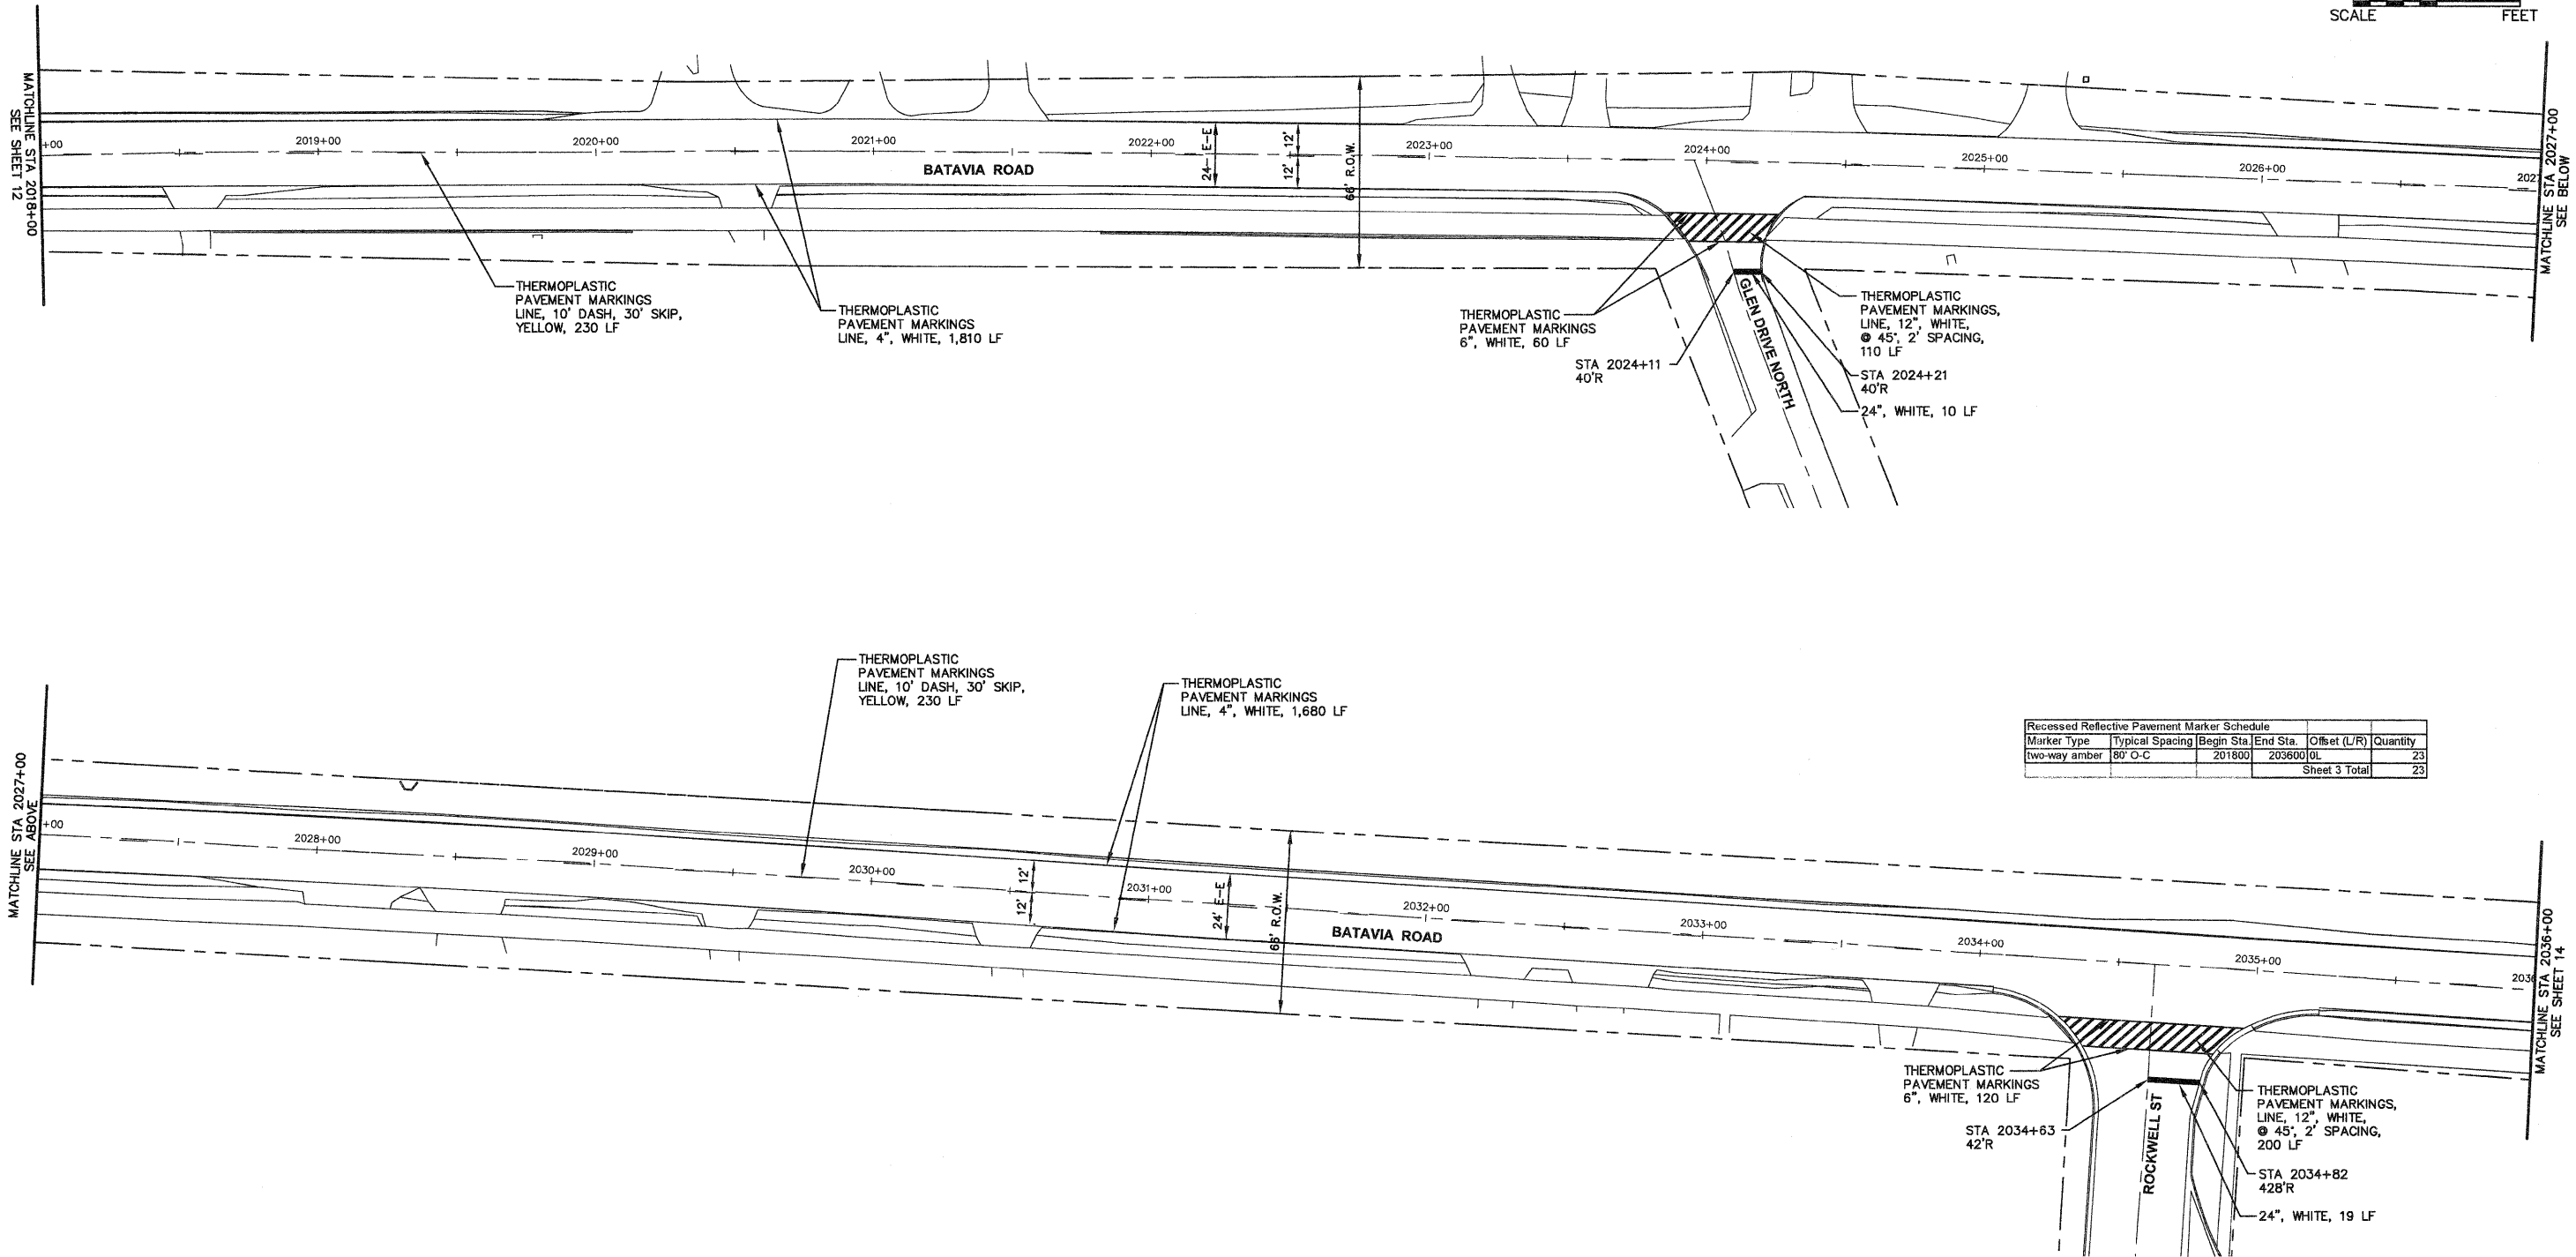 SCALE FEET
MATCHLINE STA 2018+00
SEE SHEET 12
+00
2019+00
2020+00
2021+00
2022+00
2023+00
2024+00
2025+00
2026+00
2027
BATAVIA ROAD
24- E-E
12' 12'
66' R.O.W.
MATCHLINE STA 2027+00
SEE BELOW
THERMOPLASTIC
PAVEMENT MARKINGS
LINE, 10' DASH, 30' SKIP,
YELLOW, 230 LF
THERMOPLASTIC
PAVEMENT MARKINGS
LINE, 4", WHITE, 1,810 LF
THERMOPLASTIC
PAVEMENT MARKINGS
6", WHITE, 60 LF
STA 2024+11
40'R
GLEN DRIVE NORTH
THERMOPLASTIC
PAVEMENT MARKINGS,
LINE, 12", WHITE,
@ 45°, 2' SPACING,
110 LF
STA 2024+21
40'R
24", WHITE, 10 LF
THERMOPLASTIC
PAVEMENT MARKINGS
LINE, 10' DASH, 30' SKIP,
YELLOW, 230 LF
THERMOPLASTIC
PAVEMENT MARKINGS
LINE, 4", WHITE, 1,680 LF
Recessed Reflective Pavement Marker Schedule
Marker Type Typical Spacing Begin Sta. End Sta. Offset (L/R) Quantity
two-way amber 80' O-C 201800 203600 0L 23
Sheet 3 Total 23
MATCHLINE STA 2027+00
SEE ABOVE
+00
2028+00
2029+00
2030+00
2031+00
2032+00
2033+00
2034+00
2035+00
2036
12' 12'
24' E-E
66' R.O.W.
BATAVIA ROAD
MATCHLINE STA 2036+00
SEE SHEET 14
THERMOPLASTIC
PAVEMENT MARKINGS
6", WHITE, 120 LF
STA 2034+63
42'R
ROCKWELL ST
THERMOPLASTIC
PAVEMENT MARKINGS,
LINE, 12", WHITE,
@ 45°, 2' SPACING,
200 LF
STA 2034+82
428'R
24", WHITE, 19 LF